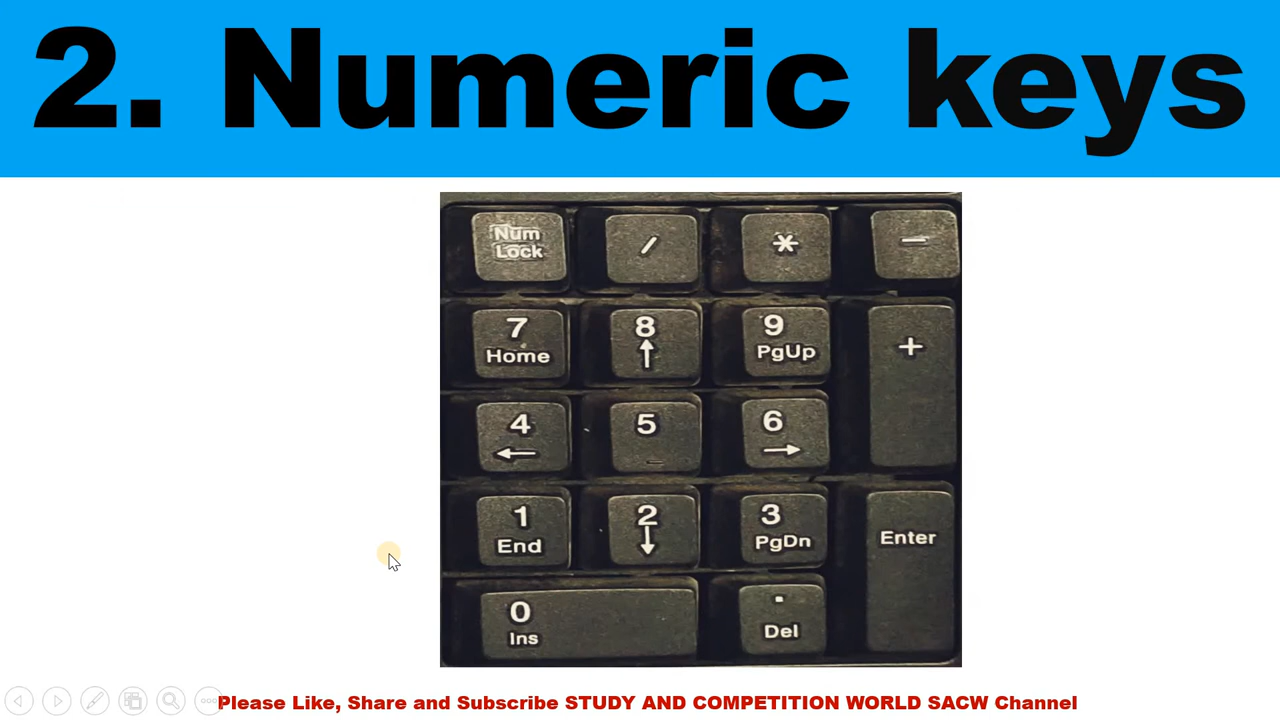 2. Numeric keys
Num Lock / * −
7 8 9 +
Home ↑ PgUp
4 5 6
← →
1 2 3 Enter
End ↓ PgDn
0 .
Ins Del
Please Like, Share and Subscribe STUDY AND COMPETITION WORLD SACW Channel